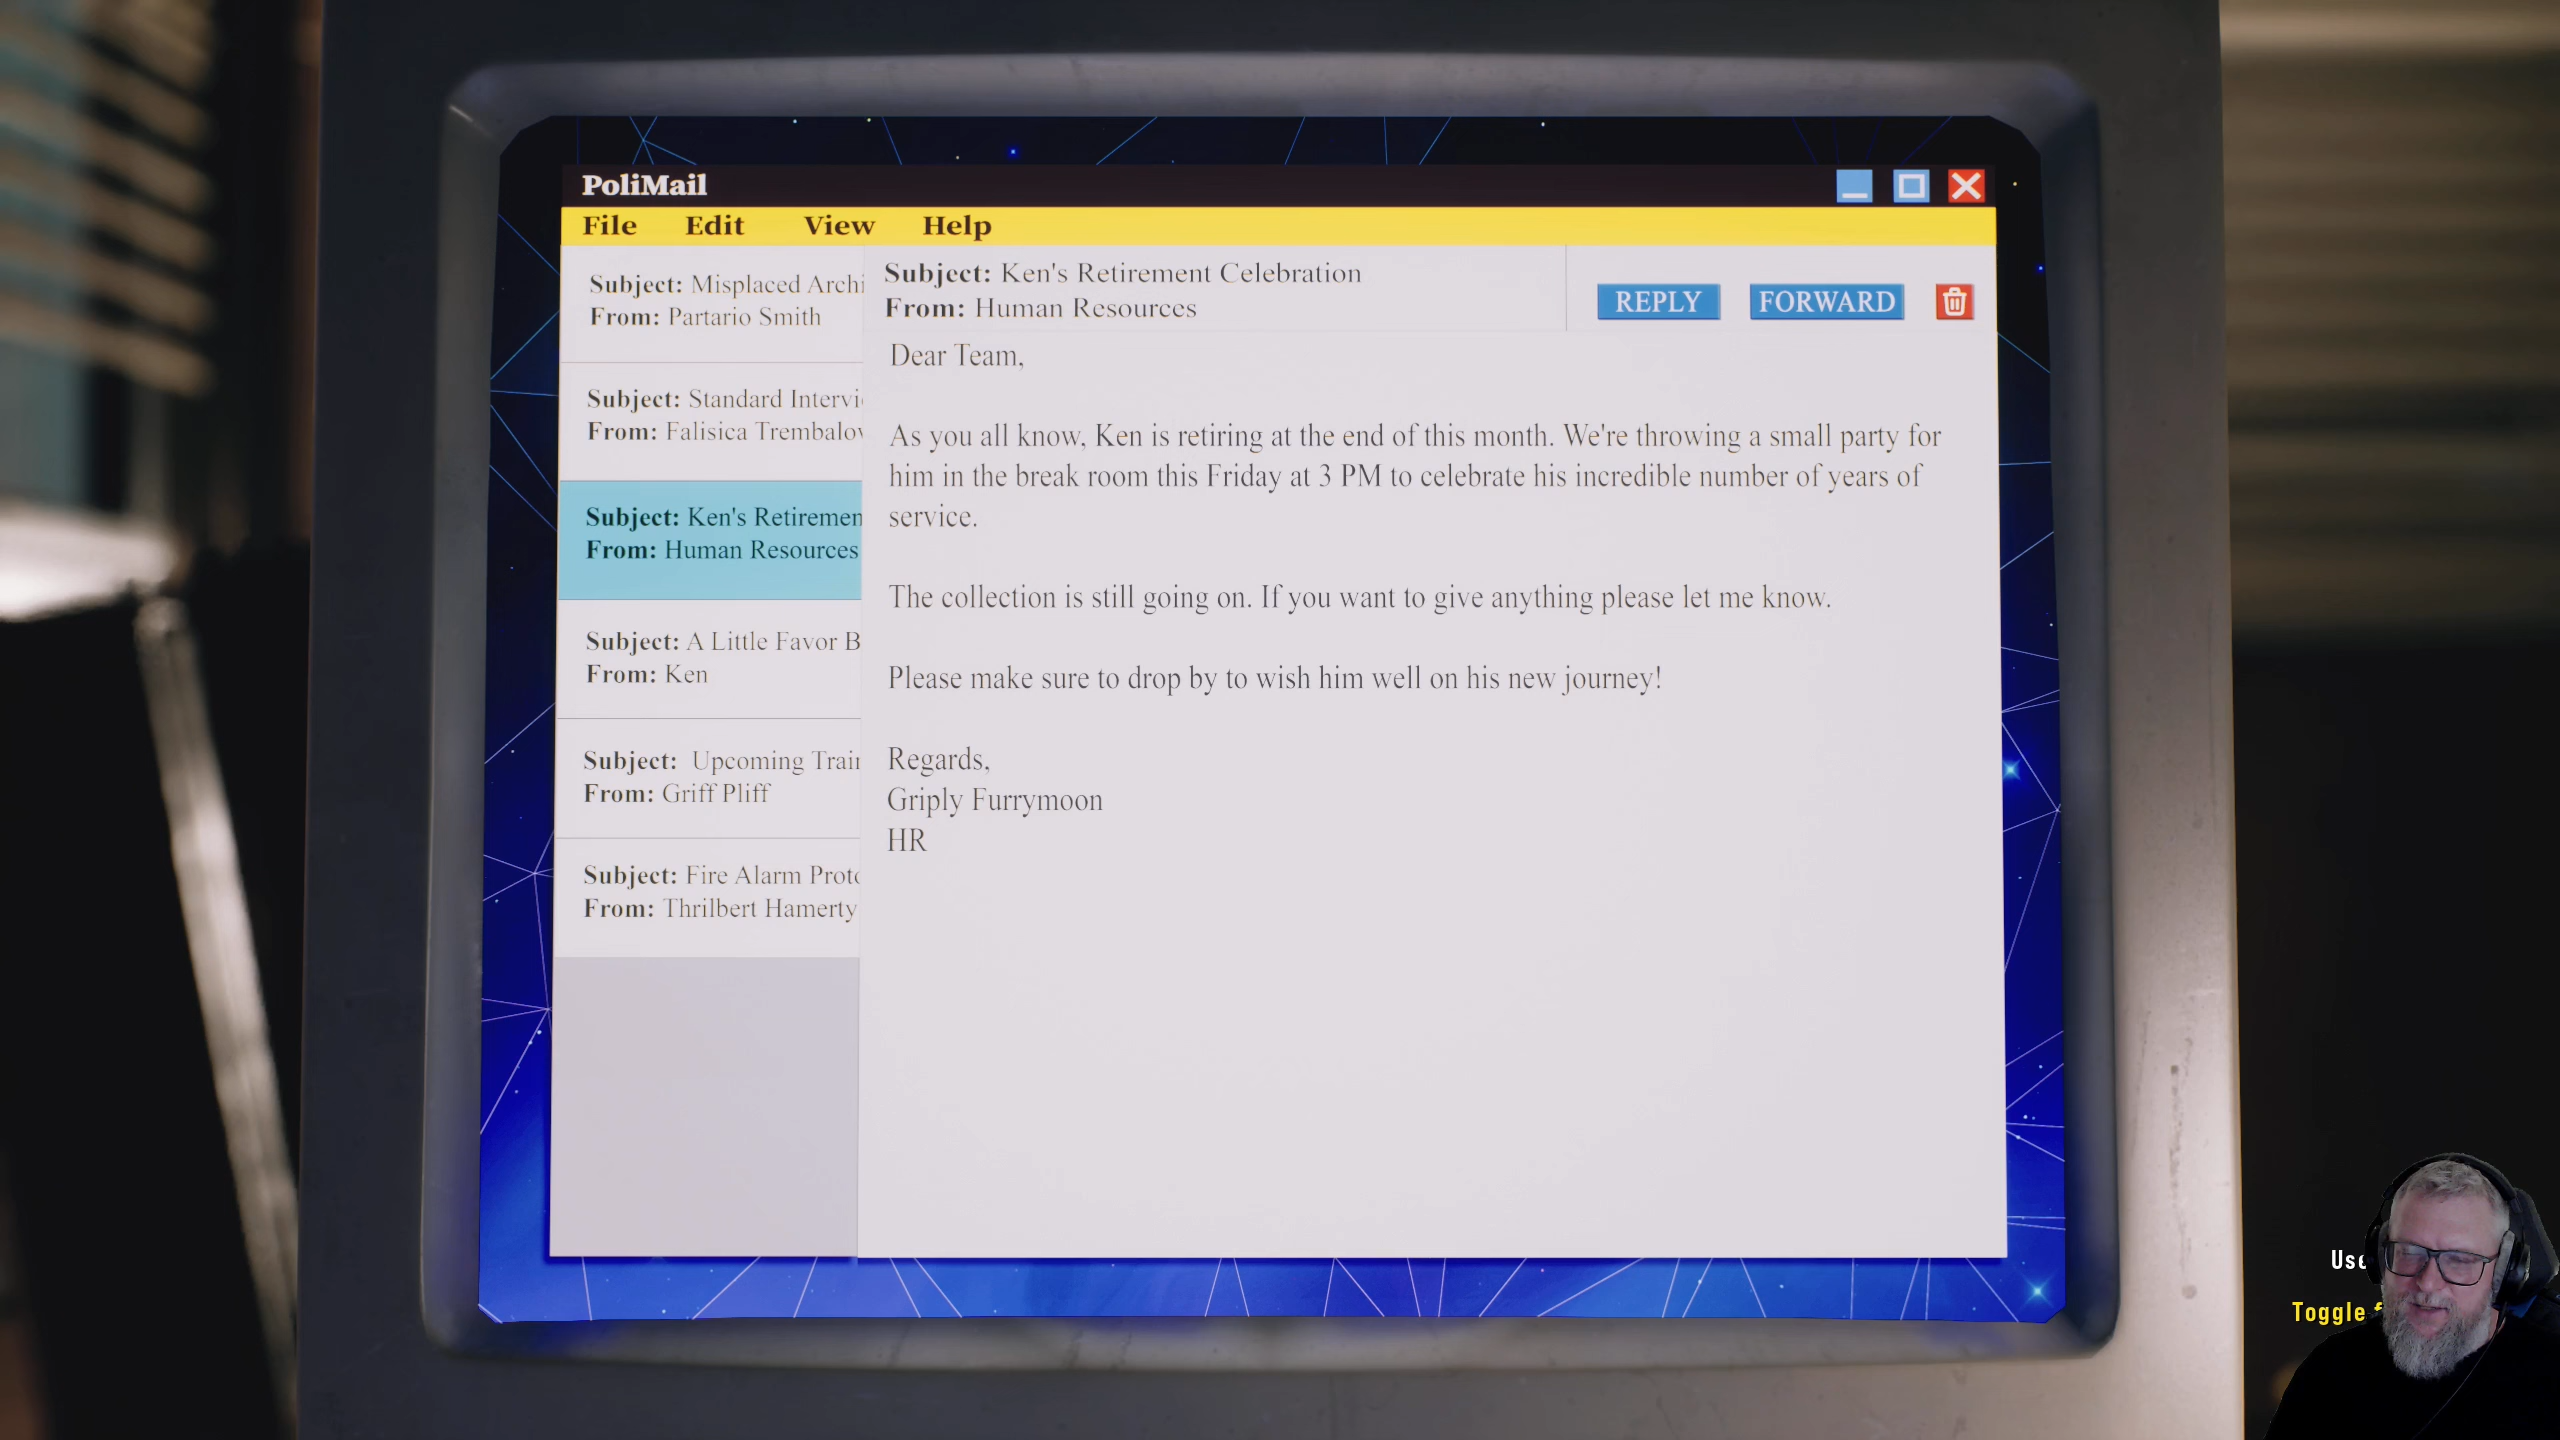 PoliMail
File Edit View Help
Subject: Misplaced Archi
From: Partario Smith
Subject: Standard Intervi
From: Falisica Trembalov
Subject: Ken's Retiremen
From: Human Resources
Subject: A Little Favor B
From: Ken
Subject: Upcoming Train
From: Griff Pliff
Subject: Fire Alarm Proto
From: Thrilbert Hamerty
Subject: Ken's Retirement Celebration
From: Human Resources
REPLY FORWARD
Dear Team,
As you all know, Ken is retiring at the end of this month. We're throwing a small party for
him in the break room this Friday at 3 PM to celebrate his incredible number of years of
service.
The collection is still going on. If you want to give anything please let me know.
Please make sure to drop by to wish him well on his new journey!
Regards,
Griply Furrymoon
HR
Use
Toggle f